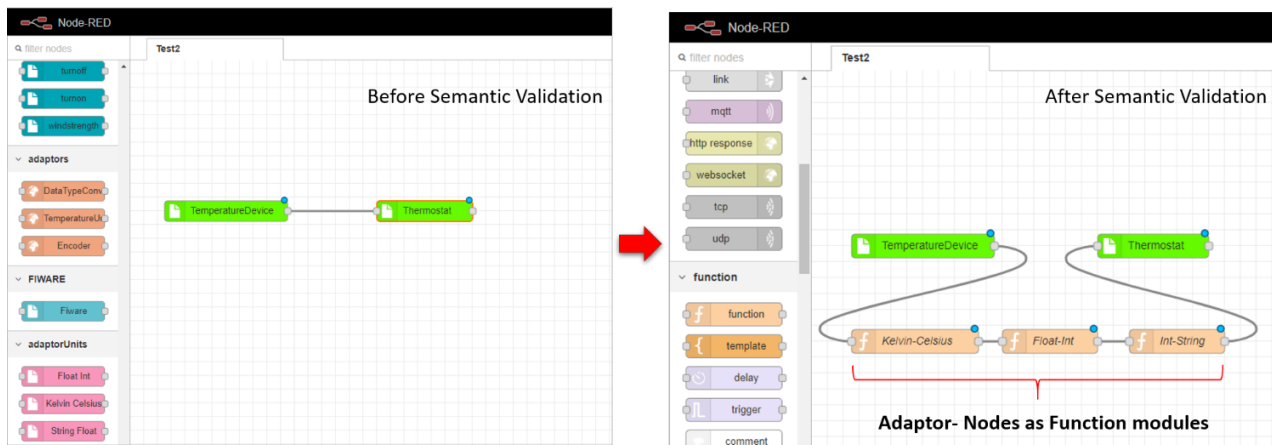 Node-RED
filter nodes
Test2
turnoff
turnon
windstrength
adaptors
DataTypeConv
TemperatureUn
Encoder
FIWARE
Fiware
adaptorUnits
Float Int
Kelvin Celsius
String Float
Before Semantic Validation
TemperatureDevice
Thermostat
Node-RED
filter nodes
Test2
link
mqtt
http response
websocket
tcp
udp
function
function
template
delay
trigger
comment
After Semantic Validation
TemperatureDevice
Thermostat
Kelvin-Celsius
Float-Int
Int-String
Adaptor- Nodes as Function modules